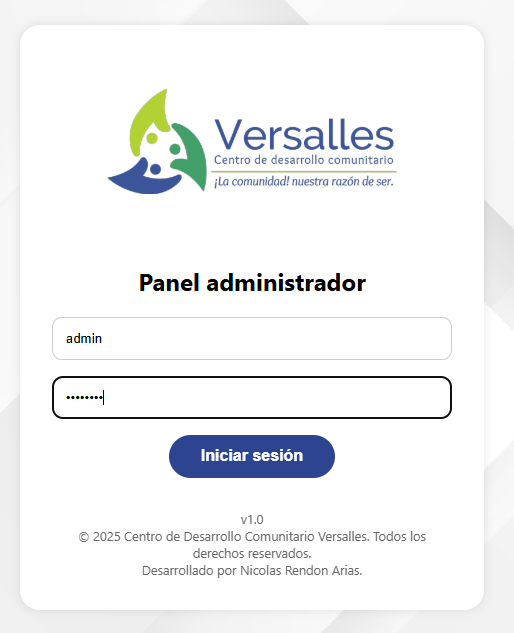 Versalles
Centro de desarrollo comunitario
¡La comunidad! nuestra razón de ser.
Panel administrador
admin
••••••••
Iniciar sesión
v1.0
© 2025 Centro de Desarrollo Comunitario Versalles. Todos los
derechos reservados.
Desarrollado por Nicolas Rendon Arias.